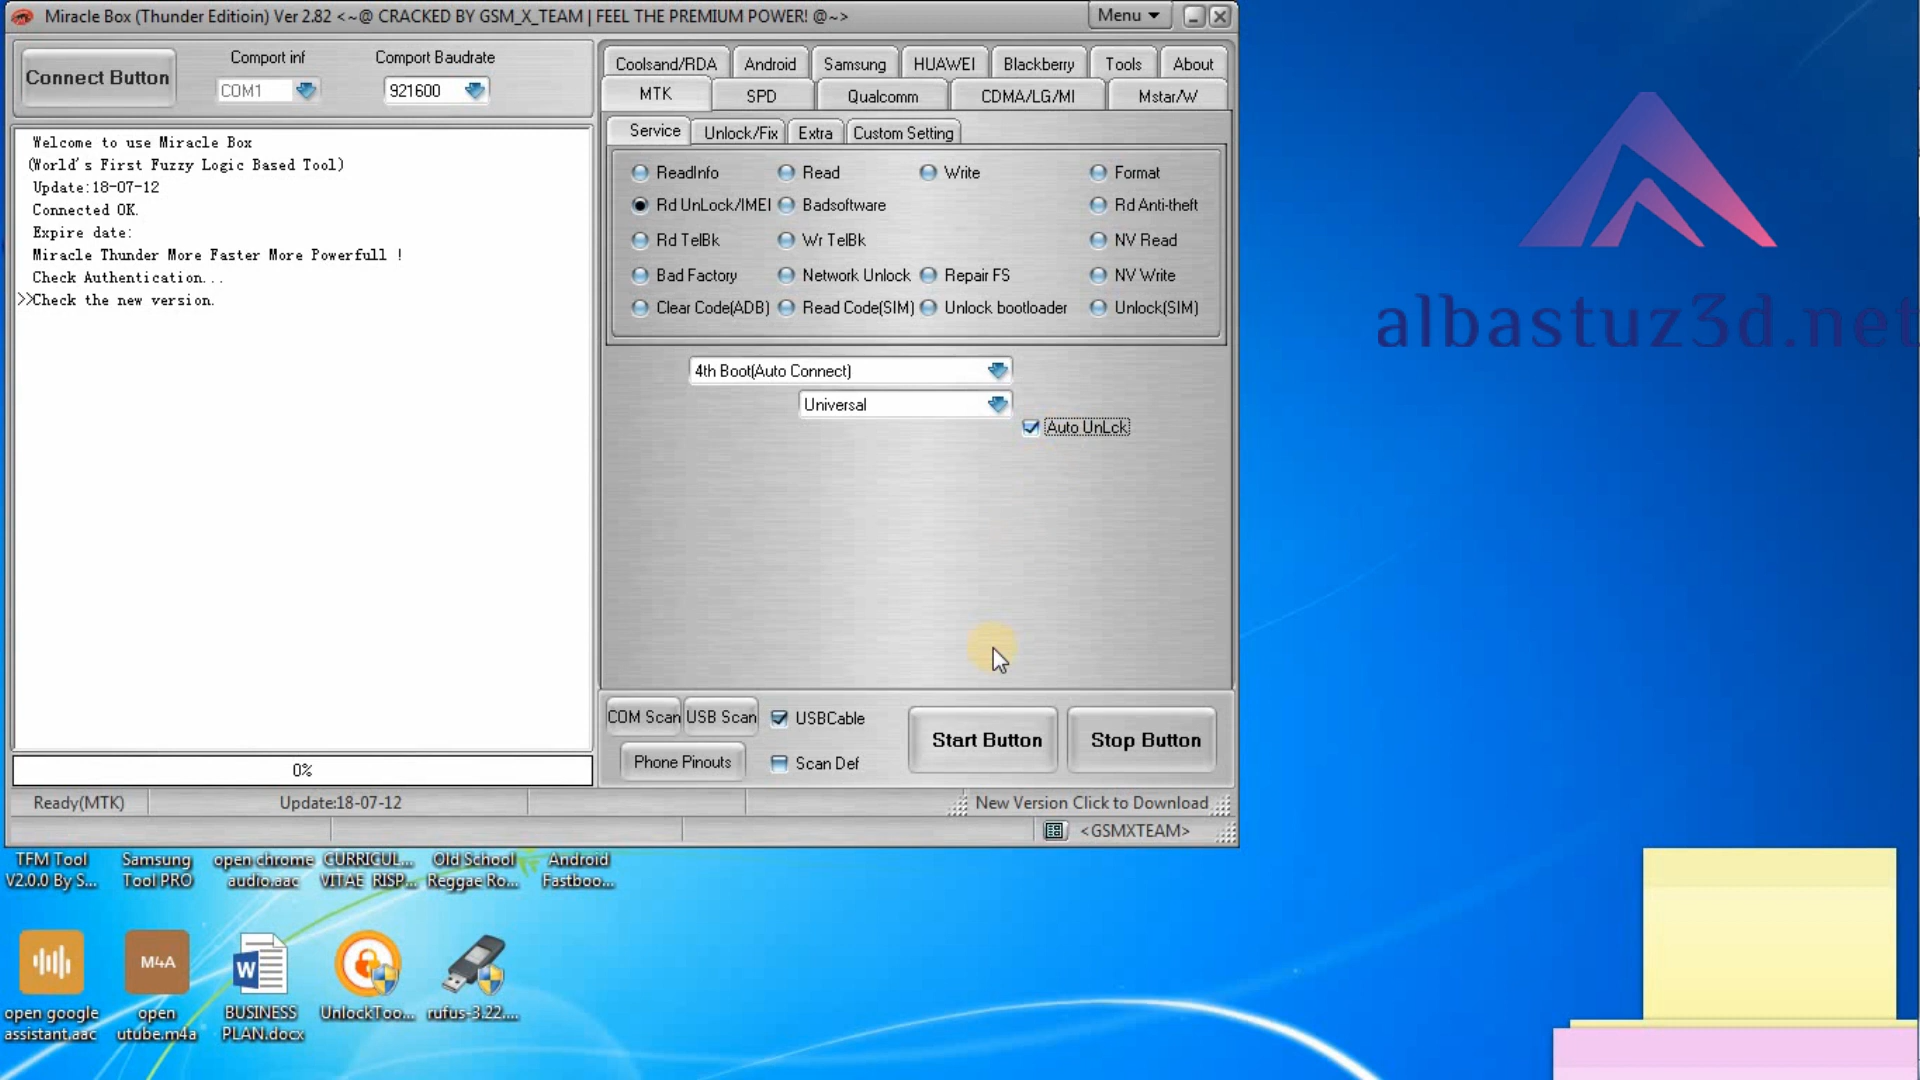 Miracle Box (Thunder Editioin) Ver 2.82 <~@ CRACKED BY GSM_X_TEAM | FEEL THE PREMIUM POWER! @~>
Menu
Connect Button
Comport inf
COM1
Comport Baudrate
921600
Welcome to use Miracle Box
(World's First Fuzzy Logic Based Tool)
Update:18-07-12
Connected OK.
Expire date:
Miracle Thunder More Faster More Powerfull !
Check Authentication...
>>Check the new version.
0%
Coolsand/RDA Android Samsung HUAWEI Blackberry Tools About
MTK SPD Qualcomm CDMA/LG/MI Mstar/W
Service Unlock/Fix Extra Custom Setting
ReadInfo Read Write Format
Rd UnLock/IMEI Badsoftware Rd Anti-theft
Rd TelBk Wr TelBk NV Read
Bad Factory Network Unlock Repair FS NV Write
Clear Code(ADB) Read Code(SIM) Unlock bootloader Unlock(SIM)
4th Boot(Auto Connect)
Universal
Auto UnLck
COM Scan USB Scan USBCable
Phone Pinouts Scan Def
Start Button Stop Button
Ready(MTK) Update:18-07-12 New Version Click to Download
<GSMXTEAM>
albastuz3d.net
TFM Tool
V2.0.0 By S...
Samsung
Tool PRO
open chrome
audio.aac
CURRICUL...
VITAE RISP...
Old School
Reggae Ro...
Android
Fastboo...
open google
assistant.aac
M4A
open
utube.m4a
W
BUSINESS
PLAN.docx
UnlockToo...
rufus-3.22....